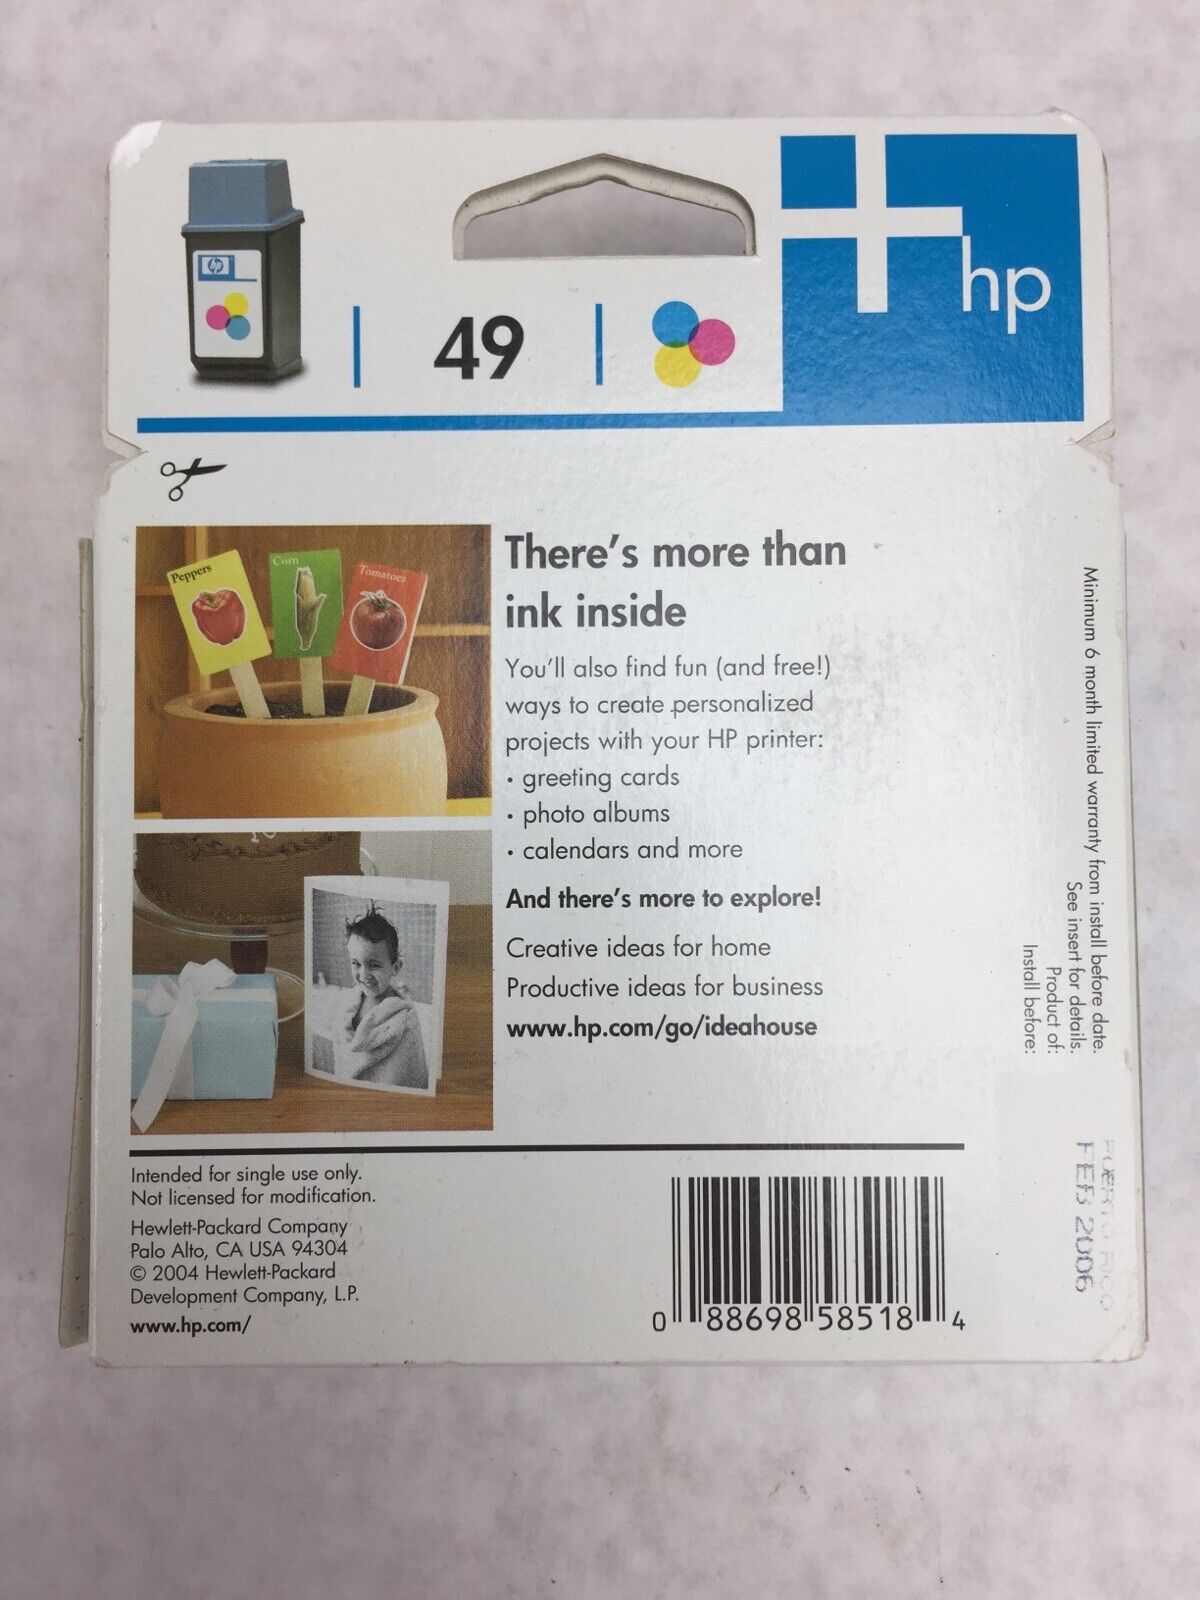 hp
49
hp
Peppers
Corn
Tomatoes
There's more than
ink inside
You'll also find fun (and free!)
ways to create personalized
projects with your HP printer:
• greeting cards
• photo albums
• calendars and more
And there's more to explore!
Creative ideas for home
Productive ideas for business
www.hp.com/go/ideahouse
Minimum 6 month limited warranty from install before date.
See insert for details.
Product of:
Install before:
PUERTO RICO
FEB 2006
Intended for single use only.
Not licensed for modification.
Hewlett-Packard Company
Palo Alto, CA USA 94304
© 2004 Hewlett-Packard
Development Company, L.P.
www.hp.com/
0 88698 58518 4